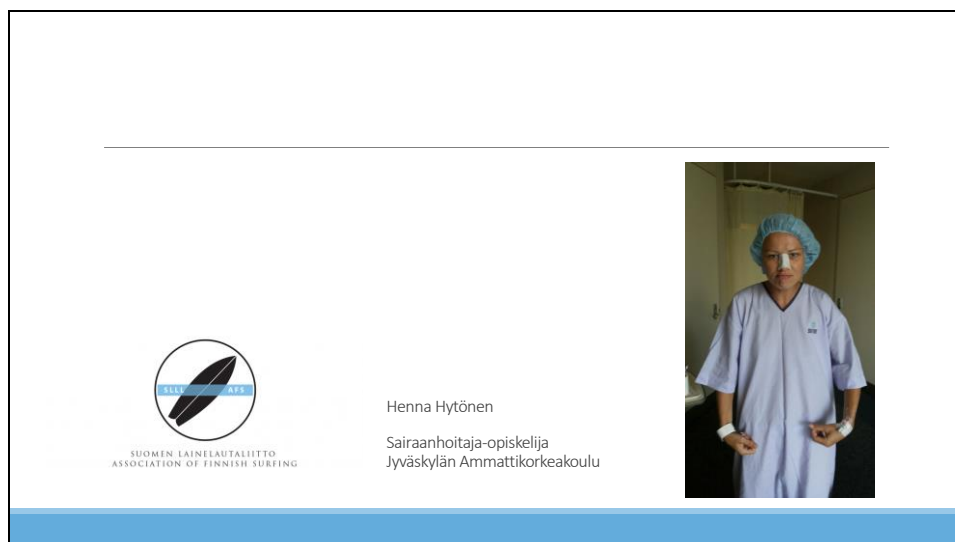 SLLL AFS
SUOMEN LAINELAUTALIITTO
ASSOCIATION OF FINNISH SURFING
Henna Hytönen
Sairaanhoitaja-opiskelija
Jyväskylän Ammattikorkeakoulu